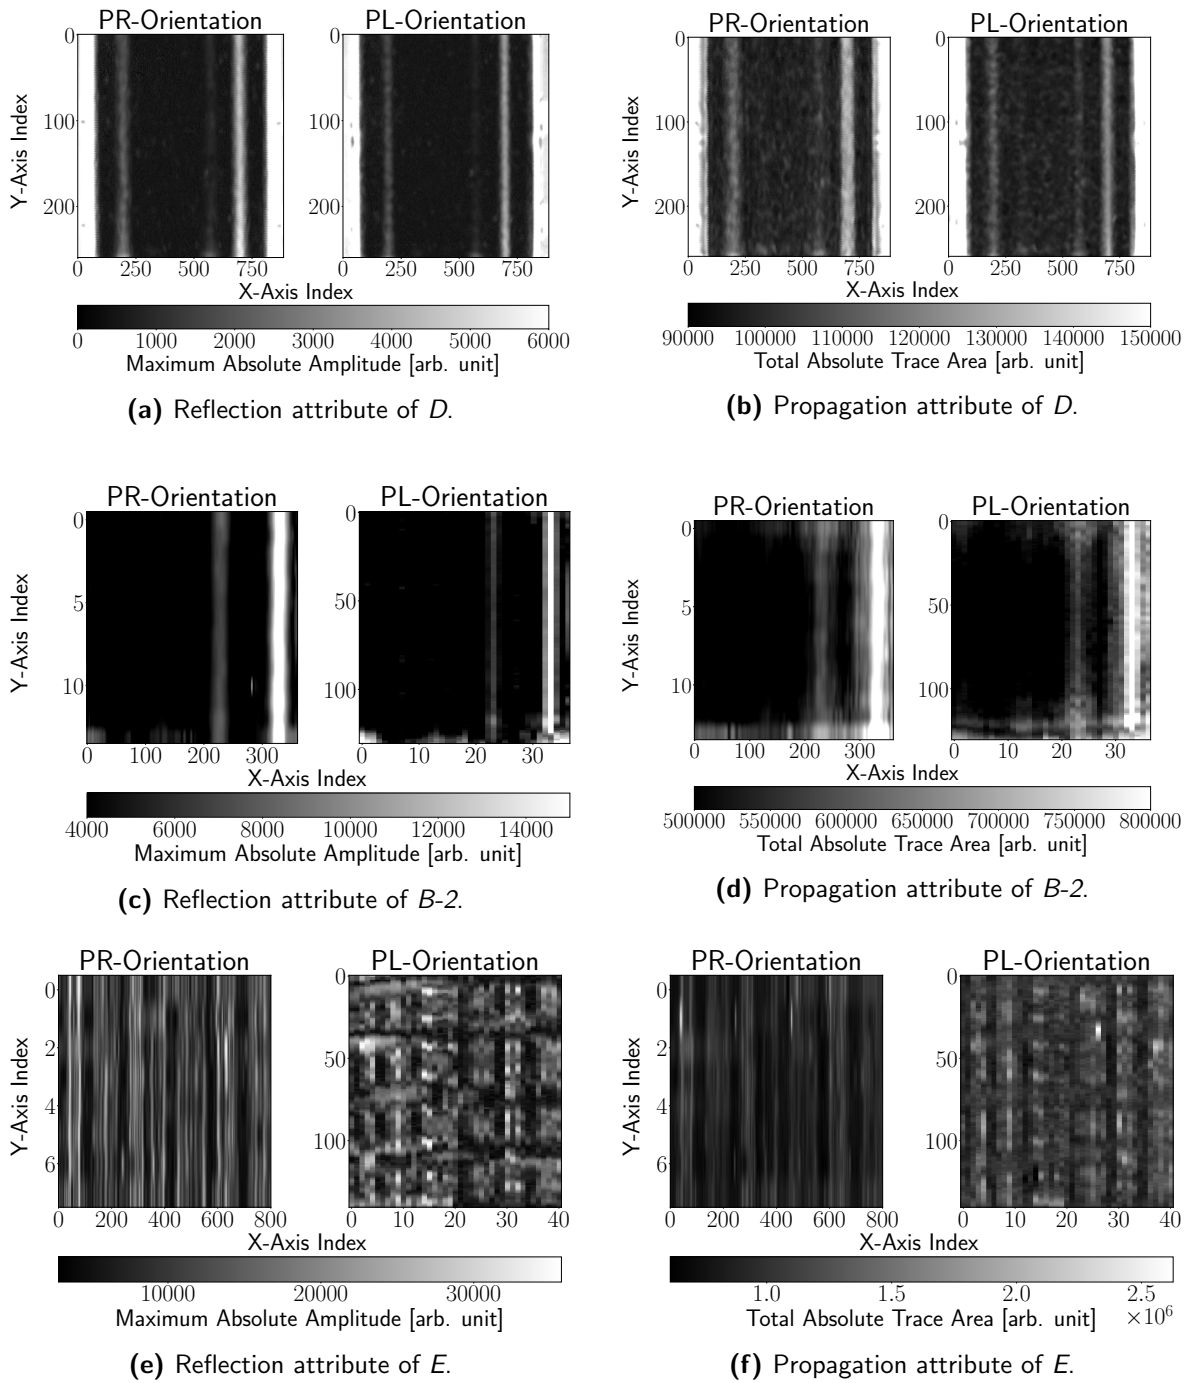 PR-Orientation PL-Orientation
0 100 200
Y-Axis Index
0 250 500 750 0 250 500 750
X-Axis Index
0 1000 2000 3000 4000 5000 6000
Maximum Absolute Amplitude [arb. unit]
(a) Reflection attribute of D.
PR-Orientation PL-Orientation
0 100 200
Y-Axis Index
0 250 500 750 0 250 500 750
X-Axis Index
90000 100000 110000 120000 130000 140000 150000
Total Absolute Trace Area [arb. unit]
(b) Propagation attribute of D.
PR-Orientation PL-Orientation
0 5 10 0 50 100
Y-Axis Index
0 100 200 300 0 10 20 30
X-Axis Index
4000 6000 8000 10000 12000 14000
Maximum Absolute Amplitude [arb. unit]
(c) Reflection attribute of B-2.
PR-Orientation PL-Orientation
0 5 10 0 50 100
Y-Axis Index
0 100 200 300 0 10 20 30
X-Axis Index
500000 550000 600000 650000 700000 750000 800000
Total Absolute Trace Area [arb. unit]
(d) Propagation attribute of B-2.
PR-Orientation PL-Orientation
0 2 4 6 0 50 100
Y-Axis Index
0 200 400 600 800 0 10 20 30 40
X-Axis Index
10000 20000 30000
Maximum Absolute Amplitude [arb. unit]
(e) Reflection attribute of E.
PR-Orientation PL-Orientation
0 2 4 6 0 50 100
Y-Axis Index
0 200 400 600 800 0 10 20 30 40
X-Axis Index
1.0 1.5 2.0 2.5
Total Absolute Trace Area [arb. unit] ×10⁶
(f) Propagation attribute of E.